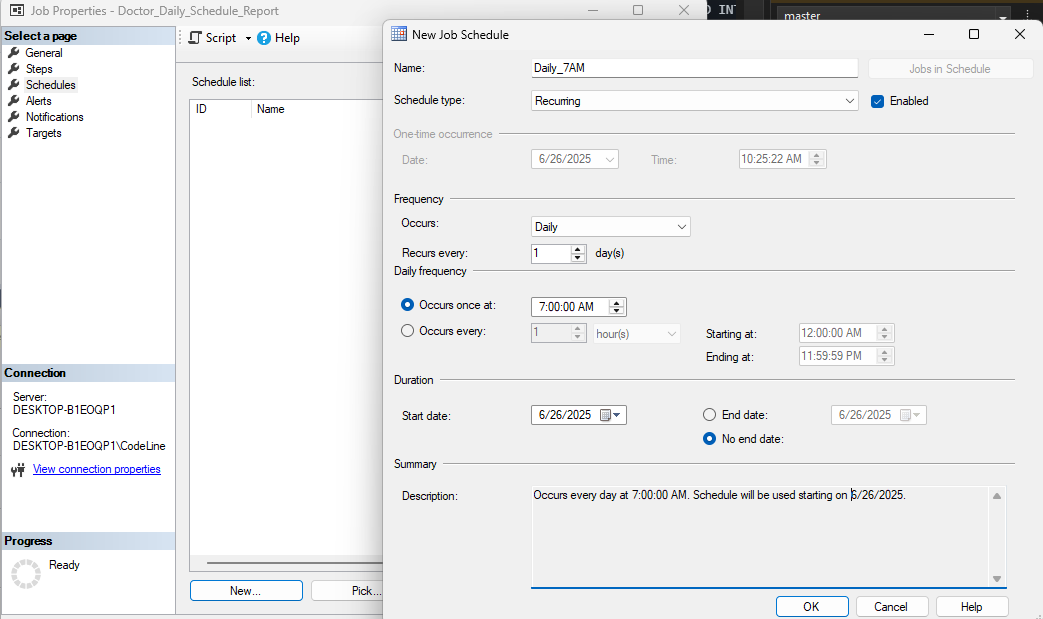 Job Properties - Doctor_Daily_Schedule_Report
Select a page
General
Steps
Schedules
Alerts
Notifications
Targets
Connection
Server:
DESKTOP-B1EOQP1
Connection:
DESKTOP-B1EOQP1\CodeLine
View connection properties
Progress
Ready
Script
Help
Schedule list:
ID Name
New...
Pick...
master
New Job Schedule
Name: Daily_7AM Jobs in Schedule
Schedule type: Recurring Enabled
One-time occurrence
Date: 6/26/2025 Time: 10:25:22 AM
Frequency
Occurs: Daily
Recurs every: 1 day(s)
Daily frequency
Occurs once at: 7:00:00 AM
Occurs every: 1 hour(s) Starting at: 12:00:00 AM
Ending at: 11:59:59 PM
Duration
Start date: 6/26/2025 End date: 6/26/2025
No end date:
Summary
Description: Occurs every day at 7:00:00 AM. Schedule will be used starting on 6/26/2025.
OK Cancel Help